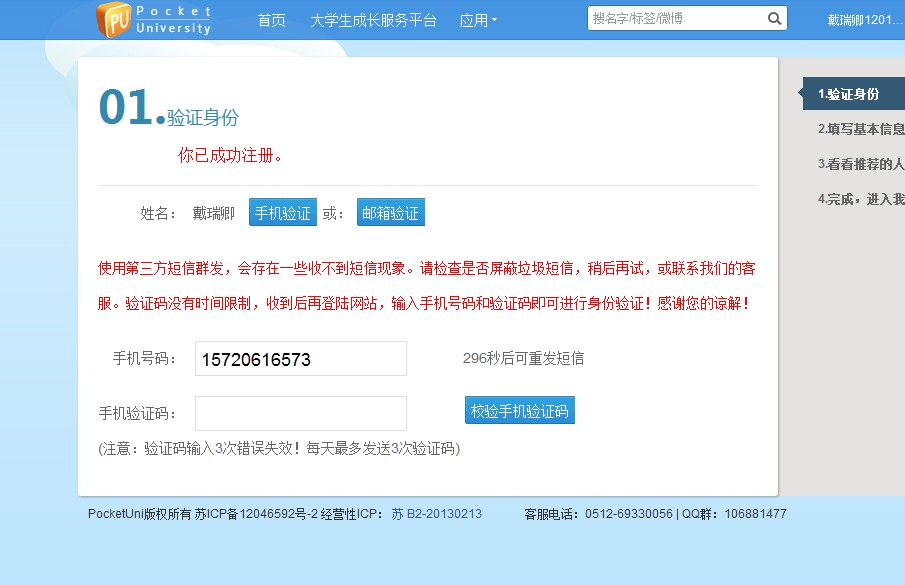 Pocket
University
首页 大学生成长服务平台 应用
搜名字/标签/微博
戴瑞卿1201...
01.验证身份
你已成功注册。
姓名： 戴瑞卿 手机验证 或： 邮箱验证
使用第三方短信群发，会存在一些收不到短信现象。请检查是否屏蔽垃圾短信，稍后再试，或联系我们的客
服。验证码没有时间限制，收到后再登陆网站，输入手机号码和验证码即可进行身份验证！感谢您的谅解！
手机号码： 15720616573 296秒后可重发短信
手机验证码： 校验手机验证码
(注意：验证码输入3次错误失效！每天最多发送3次验证码)
1.验证身份
2.填写基本信息
3.看看推荐的人
4.完成，进入我
PocketUni版权所有 苏ICP备12046592号-2 经营性ICP： 苏 B2-20130213 客服电话：0512-69330056 | QQ群：106881477